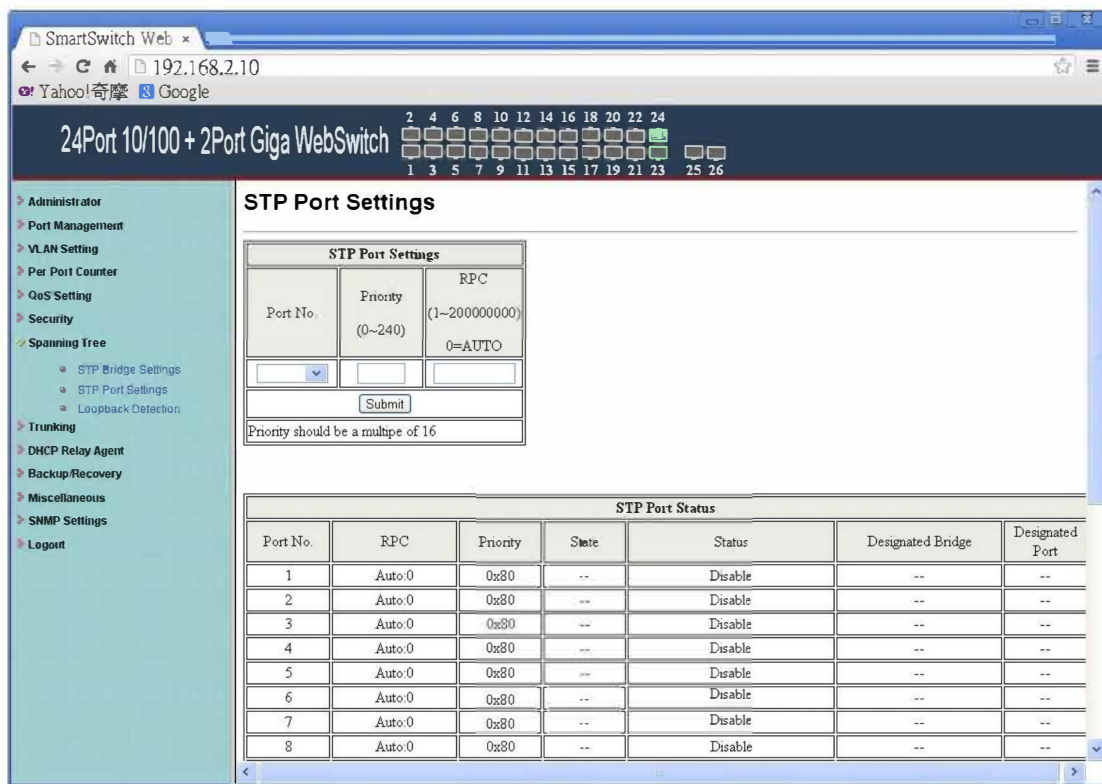 SmartSwitch Web ×
192.168.2.10
Yahoo!奇摩 Google
24Port 10/100 + 2Port Giga WebSwitch
2 4 6 8 10 12 14 16 18 20 22 24
1 3 5 7 9 11 13 15 17 19 21 23 25 26
Administrator
Port Management
VLAN Setting
Per Port Counter
QoS Setting
Security
Spanning Tree
STP Bridge Settings
STP Port Settings
Loopback Detection
Trunking
DHCP Relay Agent
Backup/Recovery
Miscellaneous
SNMP Settings
Logout
STP Port Settings
STP Port Settings
Port No.
Priority
(0~240)
RPC
(1~200000000)
0=AUTO
Submit
Priority should be a multipe of 16
STP Port Status
Port No. RPC Priority State Status Designated Bridge Designated Port
1 Auto:0 0x80 -- Disable -- --
2 Auto:0 0x80 -- Disable -- --
3 Auto:0 0x80 -- Disable -- --
4 Auto:0 0x80 -- Disable -- --
5 Auto:0 0x80 -- Disable -- --
6 Auto:0 0x80 -- Disable -- --
7 Auto:0 0x80 -- Disable -- --
8 Auto:0 0x80 -- Disable -- --